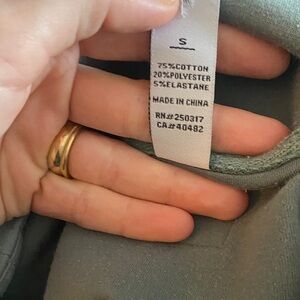 S
75%COTTON
20%POLYESTER
5%ELASTANE
MADE IN CHINA
RN#250317
CA#40482